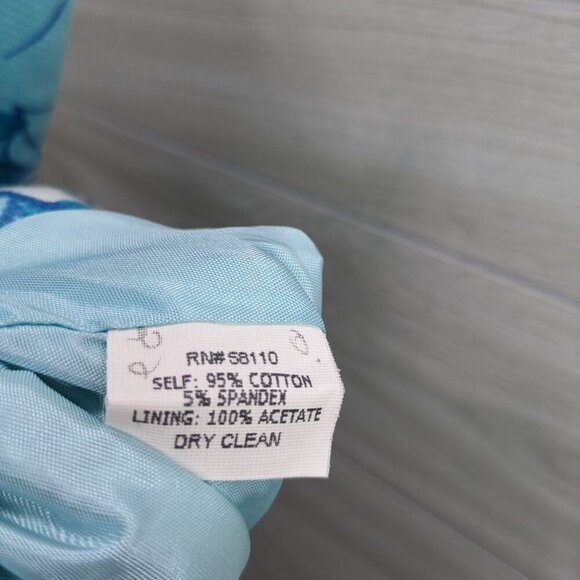 RN# 58110
SELF: 95% COTTON
5% SPANDEX
LINING: 100% ACETATE
DRY CLEAN